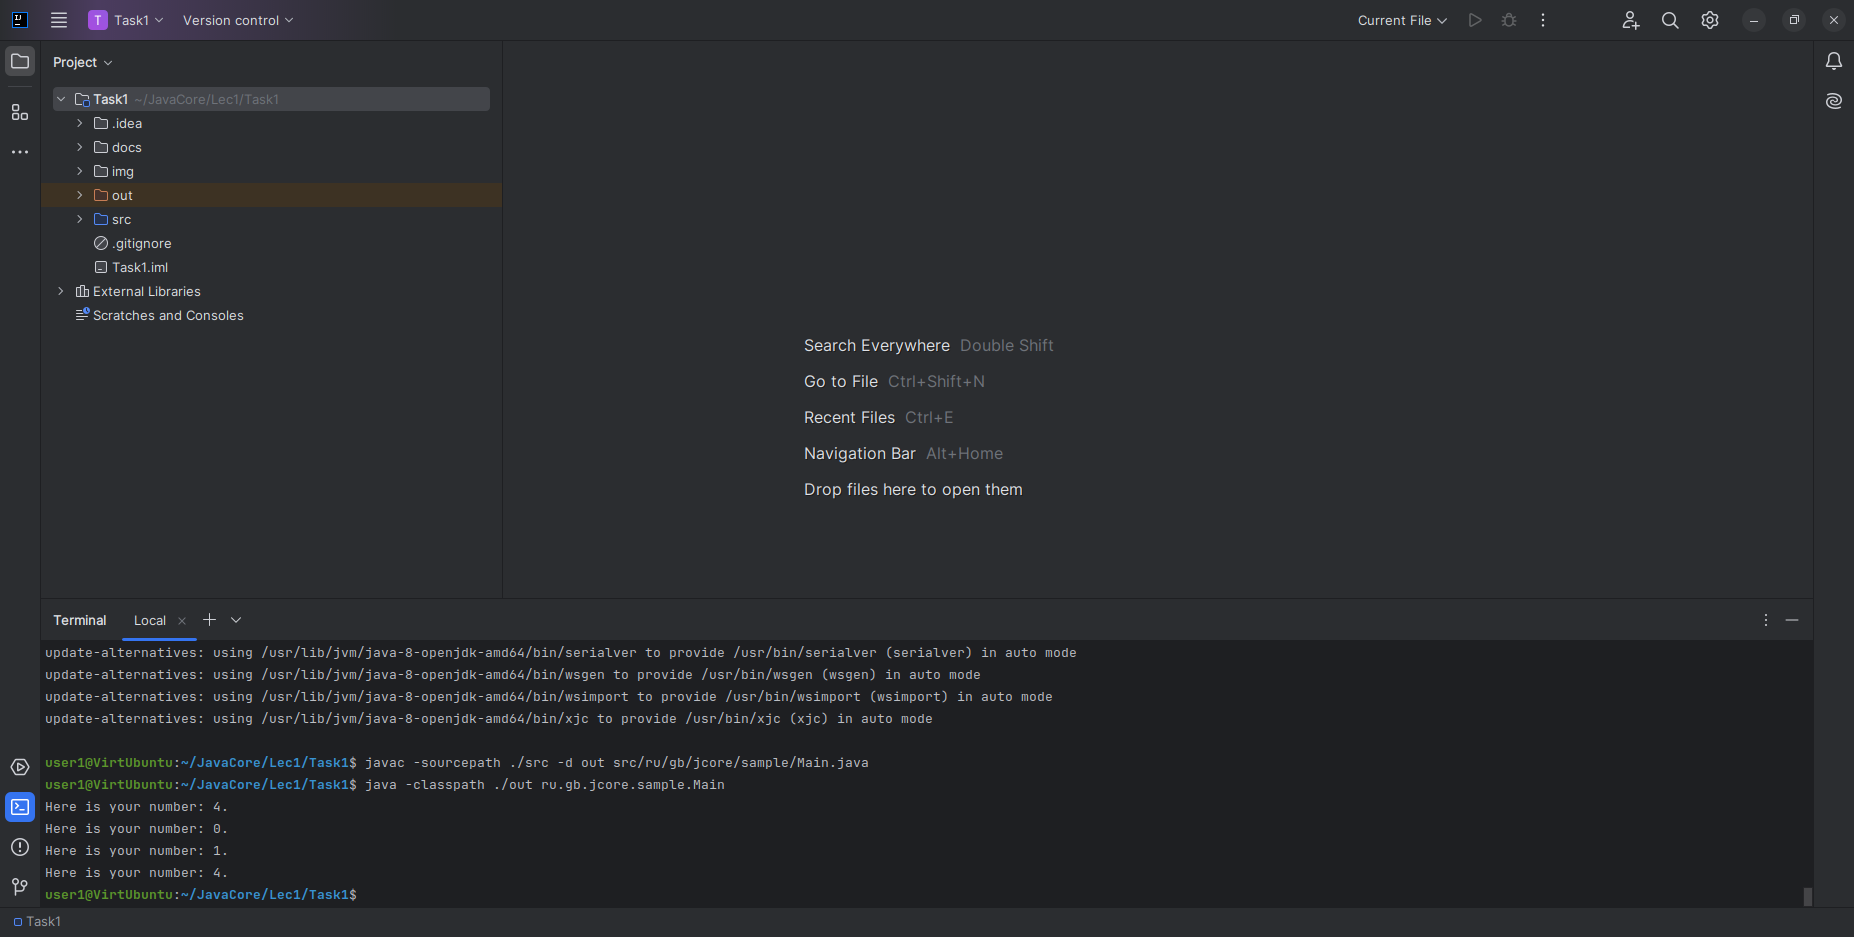 T Task1 Version control Current File
Project
Task1 ~/JavaCore/Lec1/Task1
.idea
docs
img
out
src
.gitignore
Task1.iml
External Libraries
Scratches and Consoles
Search Everywhere Double Shift
Go to File Ctrl+Shift+N
Recent Files Ctrl+E
Navigation Bar Alt+Home
Drop files here to open them
Terminal Local
update-alternatives: using /usr/lib/jvm/java-8-openjdk-amd64/bin/serialver to provide /usr/bin/serialver (serialver) in auto mode
update-alternatives: using /usr/lib/jvm/java-8-openjdk-amd64/bin/wsgen to provide /usr/bin/wsgen (wsgen) in auto mode
update-alternatives: using /usr/lib/jvm/java-8-openjdk-amd64/bin/wsimport to provide /usr/bin/wsimport (wsimport) in auto mode
update-alternatives: using /usr/lib/jvm/java-8-openjdk-amd64/bin/xjc to provide /usr/bin/xjc (xjc) in auto mode
user1@VirtUbuntu:~/JavaCore/Lec1/Task1$ javac -sourcepath ./src -d out src/ru/gb/jcore/sample/Main.java
user1@VirtUbuntu:~/JavaCore/Lec1/Task1$ java -classpath ./out ru.gb.jcore.sample.Main
Here is your number: 4.
Here is your number: 0.
Here is your number: 1.
Here is your number: 4.
user1@VirtUbuntu:~/JavaCore/Lec1/Task1$
Task1